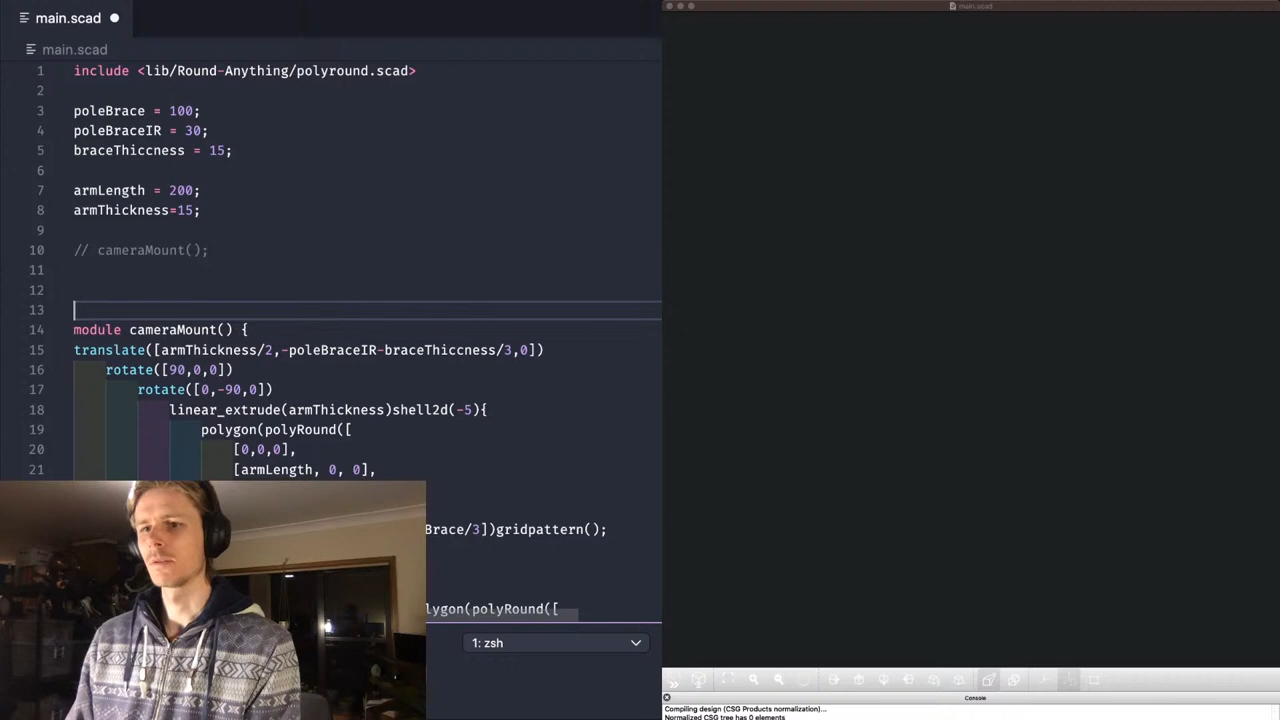 main.scad
main.scad
main.scad
1 include <lib/Round-Anything/polyround.scad>
2
3 poleBrace = 100;
4 poleBraceIR = 30;
5 braceThiccness = 15;
6
7 armLength = 200;
8 armThickness=15;
9
10 // cameraMount();
11
12
13
14 module cameraMount() {
15 translate([armThickness/2,-poleBraceIR-braceThiccness/3,0])
16 rotate([90,0,0])
17 rotate([0,-90,0])
18 linear_extrude(armThickness)shell2d(-5){
19 polygon(polyRound([
20 [0,0,0],
21 [armLength, 0, 0],
Brace/3])gridpattern();
lygon(polyRound([
1: zsh
Console
Compiling design (CSG Products normalization)...
Normalized CSG tree has 0 elements